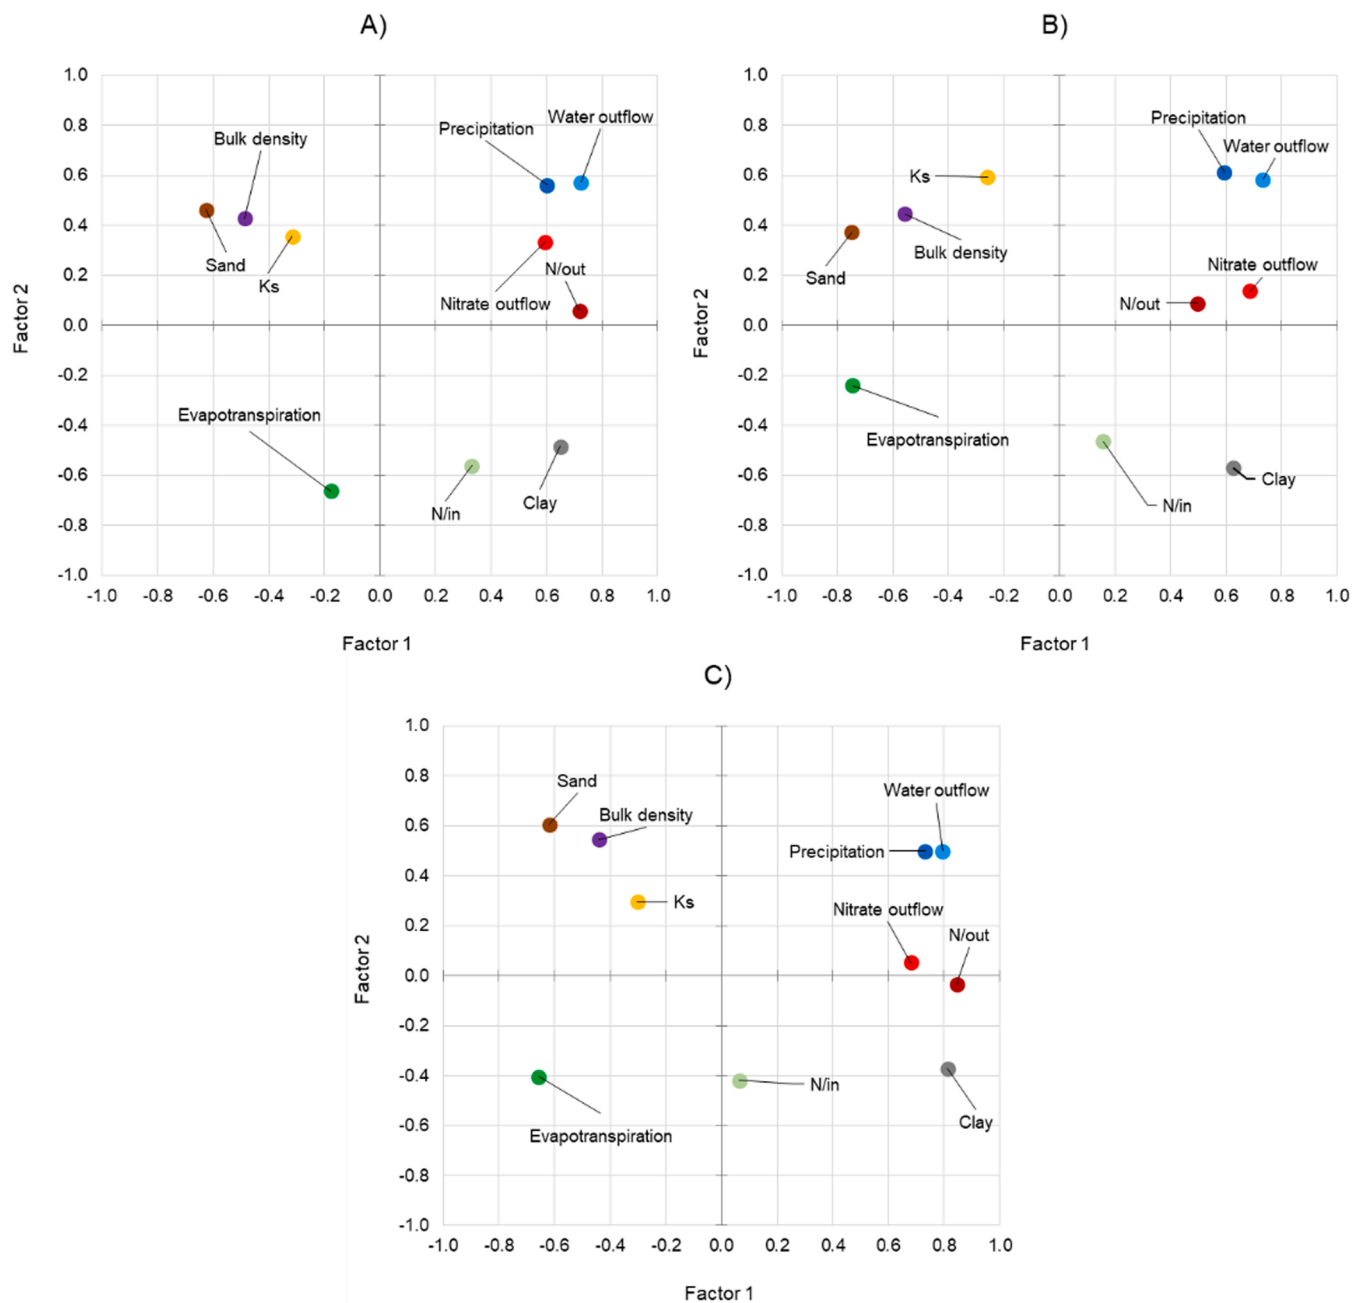 A)
1.0
0.8
0.6
0.4
0.2
0.0
-0.2
-0.4
-0.6
-0.8
-1.0
Factor 2
Water outflow
Precipitation
Bulk density
Sand
Ks
N/out
Nitrate outflow
Evapotranspiration
N/in
Clay
-1.0 -0.8 -0.6 -0.4 -0.2 0.0 0.2 0.4 0.6 0.8 1.0
Factor 1
B)
1.0
0.8
0.6
0.4
0.2
0.0
-0.2
-0.4
-0.6
-0.8
-1.0
Factor 2
Precipitation
Water outflow
Ks
Bulk density
Sand
Nitrate outflow
N/out
Evapotranspiration
Clay
N/in
-1.0 -0.8 -0.6 -0.4 -0.2 0.0 0.2 0.4 0.6 0.8 1.0
Factor 1
C)
1.0
0.8
0.6
0.4
0.2
0.0
-0.2
-0.4
-0.6
-0.8
-1.0
Factor 2
Sand
Water outflow
Bulk density
Precipitation
Ks
Nitrate outflow
N/out
N/in
Clay
Evapotranspiration
-1.0 -0.8 -0.6 -0.4 -0.2 0.0 0.2 0.4 0.6 0.8 1.0
Factor 1